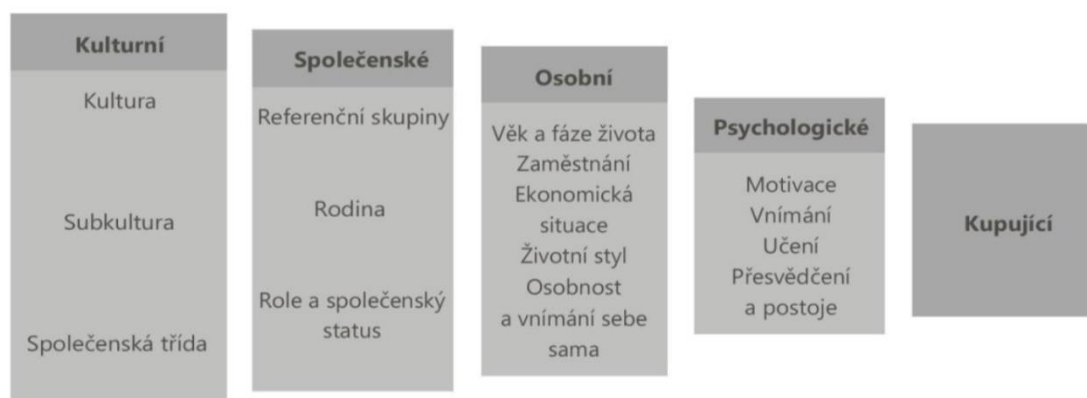 Kulturní
Kultura
Subkultura
Společenská třída
Společenské
Referenční skupiny
Rodina
Role a společenský
status
Osobní
Věk a fáze života
Zaměstnání
Ekonomická
situace
Životní styl
Osobnost
a vnímání sebe
sama
Psychologické
Motivace
Vnímání
Učení
Přesvědčení
a postoje
Kupující